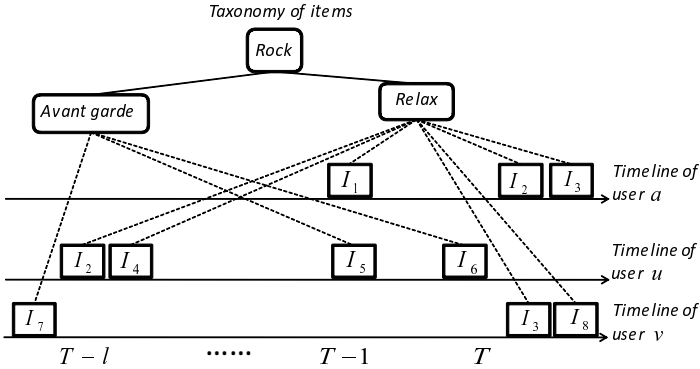 Taxonomy of items
Rock
Avant garde
Relax
I1
I2
I3
Timeline of
user a
I2
I4
I5
I6
Timeline of
user u
I7
I3
I8
Timeline of
user v
T − l
......
T − 1
T